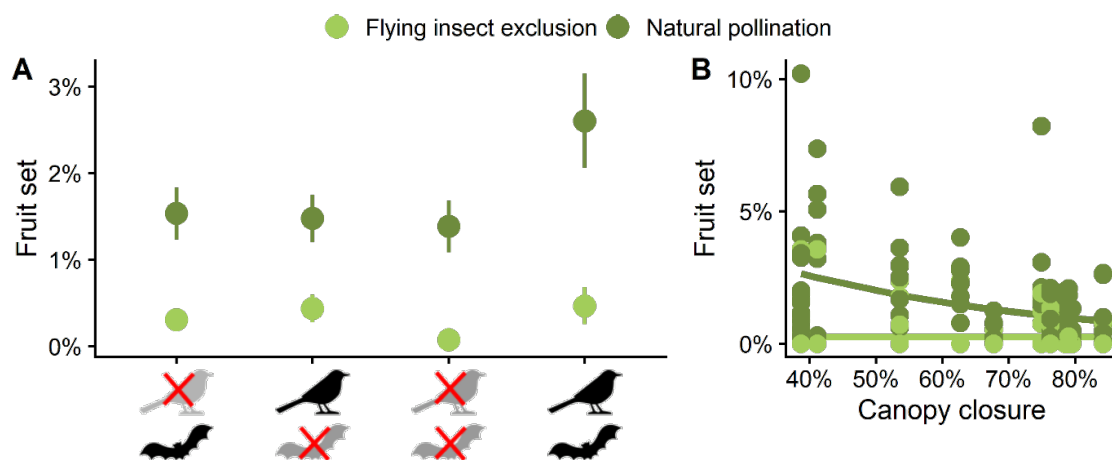 Flying insect exclusion Natural pollination
A
B
3%
2%
1%
0%
Fruit set
10%
5%
0%
Fruit set
40% 50% 60% 70% 80%
Canopy closure